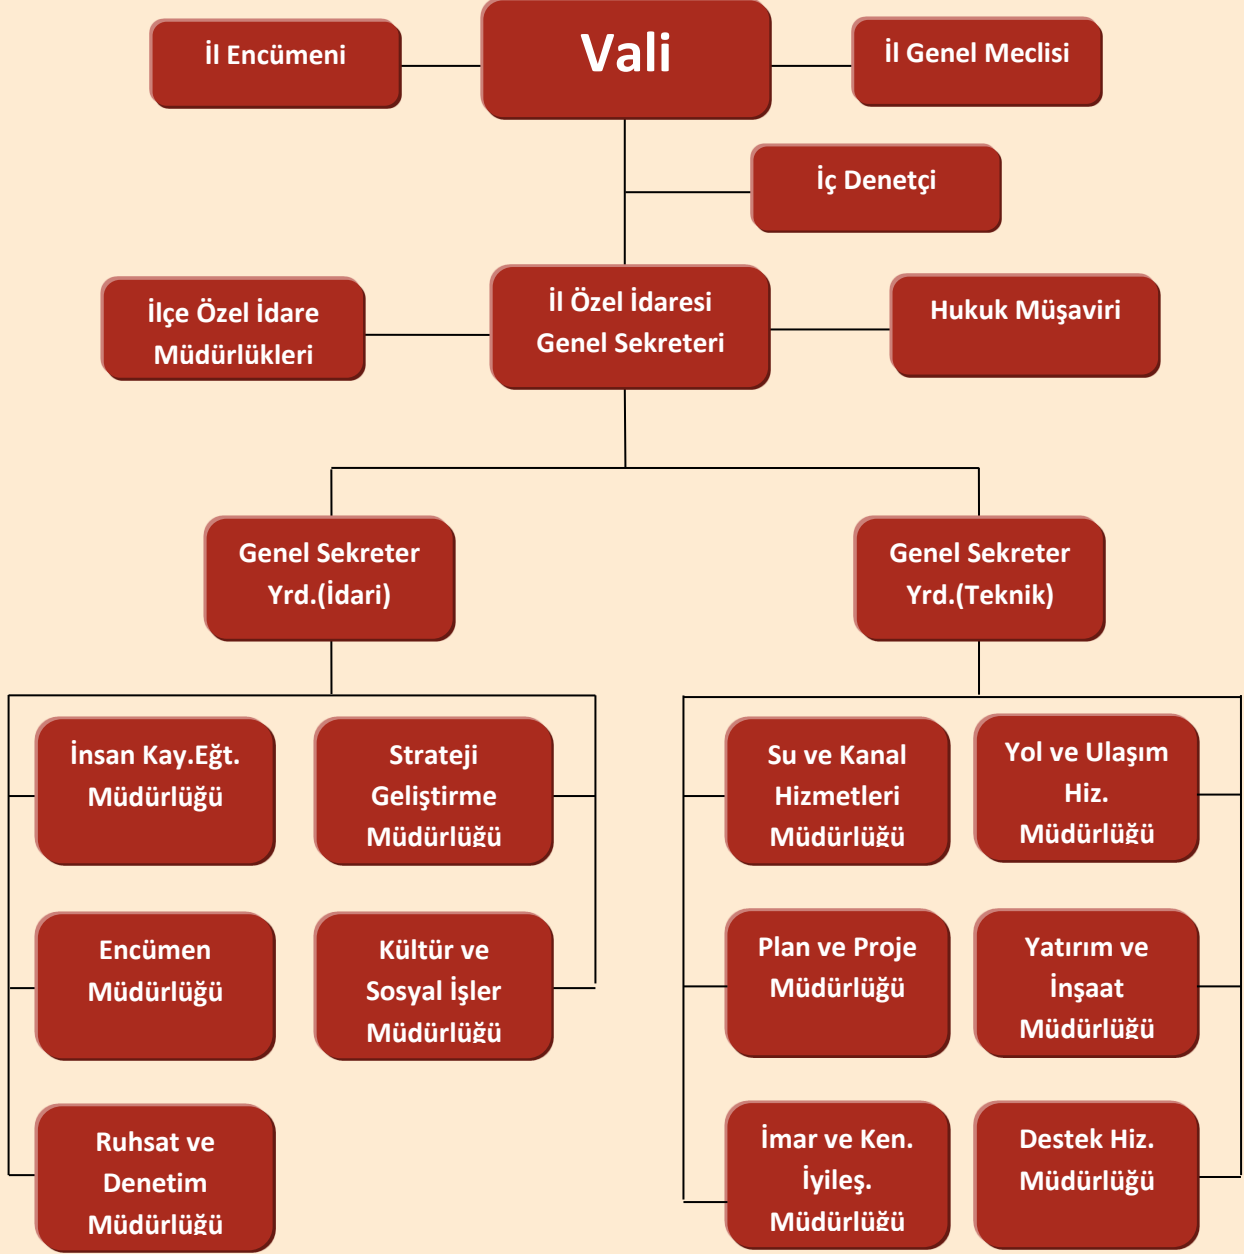 İl Encümeni
Vali
İl Genel Meclisi
İç Denetçi
İlçe Özel İdare
Müdürlükleri
İl Özel İdaresi
Genel Sekreteri
Hukuk Müşaviri
Genel Sekreter
Yrd.(İdari)
Genel Sekreter
Yrd.(Teknik)
İnsan Kay.Eğt.
Müdürlüğü
Strateji
Geliştirme
Müdürlüğü
Su ve Kanal
Hizmetleri
Müdürlüğü
Yol ve Ulaşım
Hiz.
Müdürlüğü
Encümen
Müdürlüğü
Kültür ve
Sosyal İşler
Müdürlüğü
Plan ve Proje
Müdürlüğü
Yatırım ve
İnşaat
Müdürlüğü
Ruhsat ve
Denetim
Müdürlüğü
İmar ve Ken.
İyileş.
Müdürlüğü
Destek Hiz.
Müdürlüğü